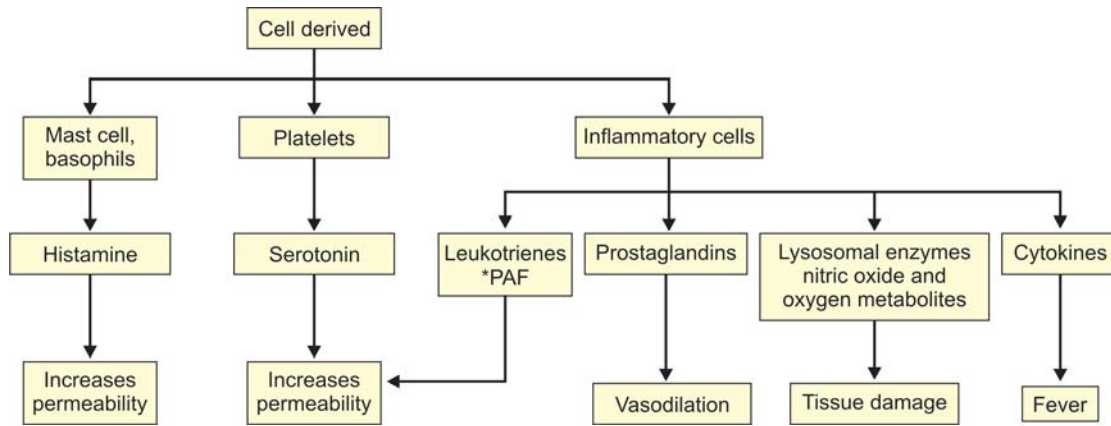 Cell derived
Mast cell,
basophils
Platelets
Inflammatory cells
Histamine
Serotonin
Leukotrienes
*PAF
Prostaglandins
Lysosomal enzymes
nitric oxide and
oxygen metabolites
Cytokines
Increases
permeability
Increases
permeability
Vasodilation
Tissue damage
Fever